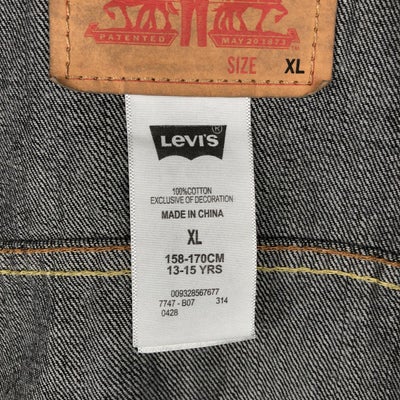 PATENTED MAY 20 1873
SIZE XL
LEVI'S ®
100%COTTON
EXCLUSIVE OF DECORATION
MADE IN CHINA
XL
158-170CM
13-15 YRS
009328567677
7747 - B07 314
0428